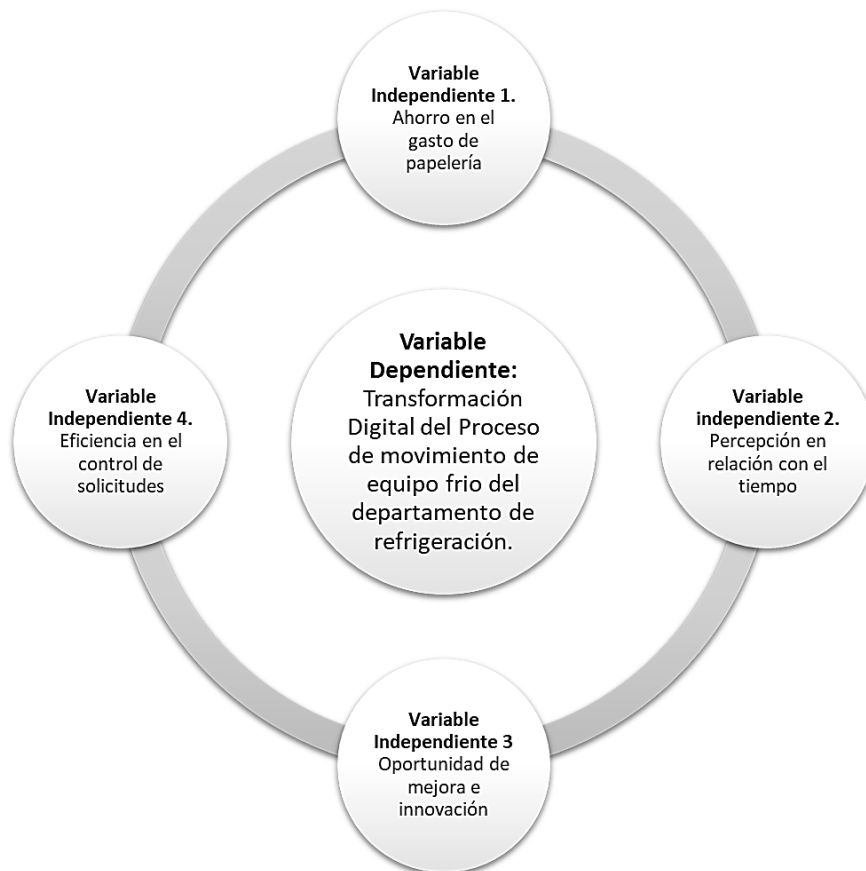 Variable
Independiente 1.
Ahorro en el
gasto de
papelería
Variable
Dependiente:
Transformación
Digital del Proceso
de movimiento de
equipo frio del
departamento de
refrigeración.
Variable
Independiente 4.
Eficiencia en el
control de
solicitudes
Variable
independiente 2.
Percepción en
relación con el
tiempo
Variable
Independiente 3
Oportunidad de
mejora e
innovación